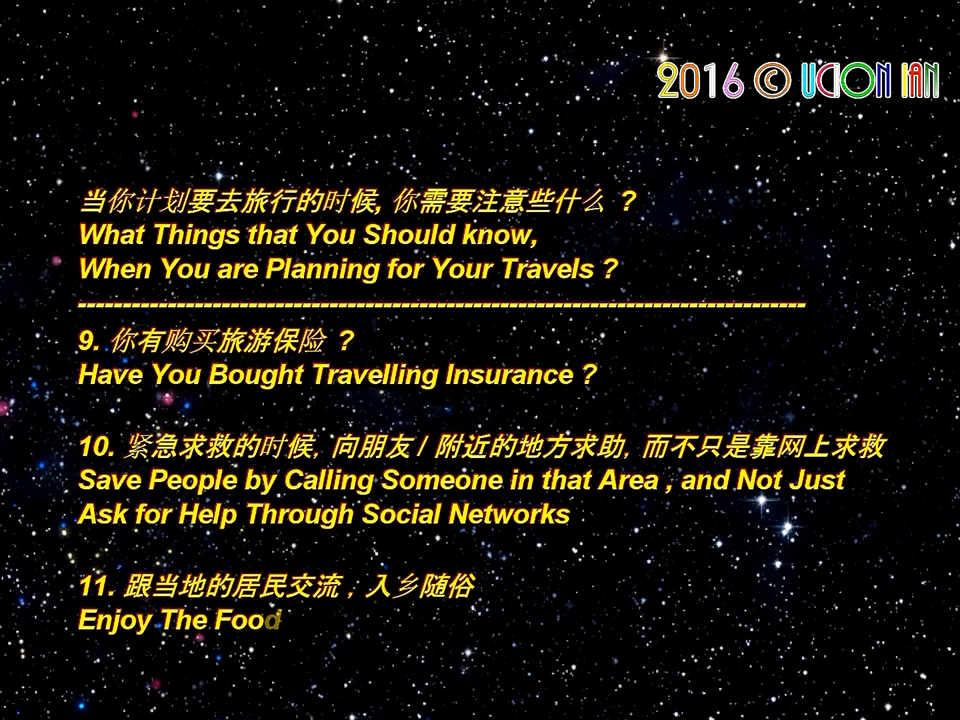 2016 © UCION IAN
当你计划要去旅行的时候, 你需要注意些什么 ?
What Things that You Should know,
When You are Planning for Your Travels ?
---------------------------------------------------------------------------------
9. 你有购买旅游保险 ?
Have You Bought Travelling Insurance ?
10. 紧急求救的时候, 向朋友 / 附近的地方求助, 而不只是靠网上求救
Save People by Calling Someone in that Area , and Not Just
Ask for Help Through Social Networks
11. 跟当地的居民交流 , 入乡随俗
Enjoy The Food